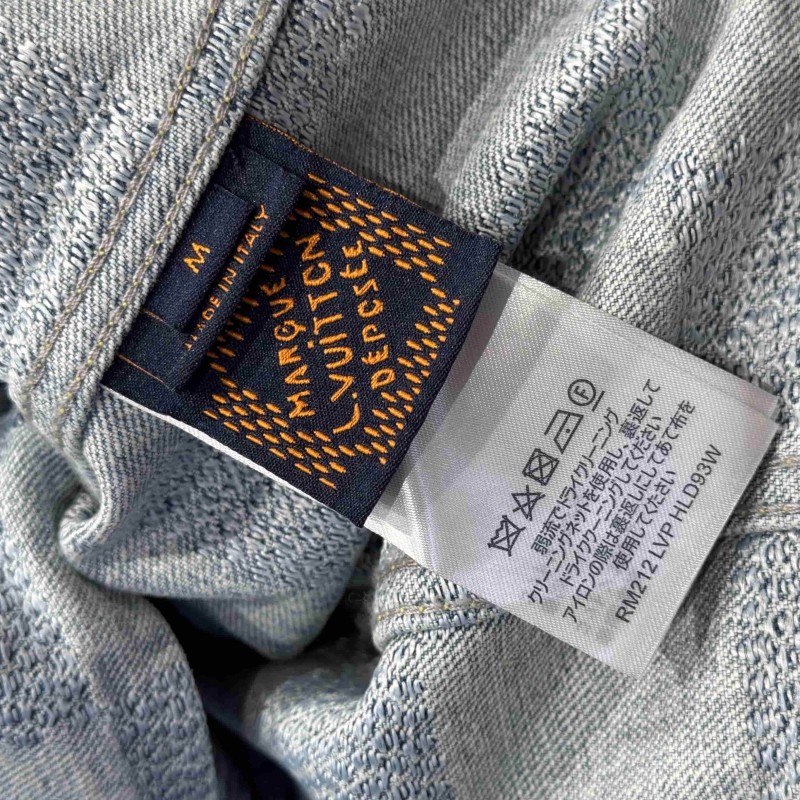 M
MADE IN ITALY
MARQUE
L.VUITTON
DEPOSEE
弱流でドライクリーニング
クリーニングネットを使用し、裏返して
ドライクリーニングしてください
アイロンの際は裏返しにしてあて布を
使用してください
RM212 LVP HLD93W